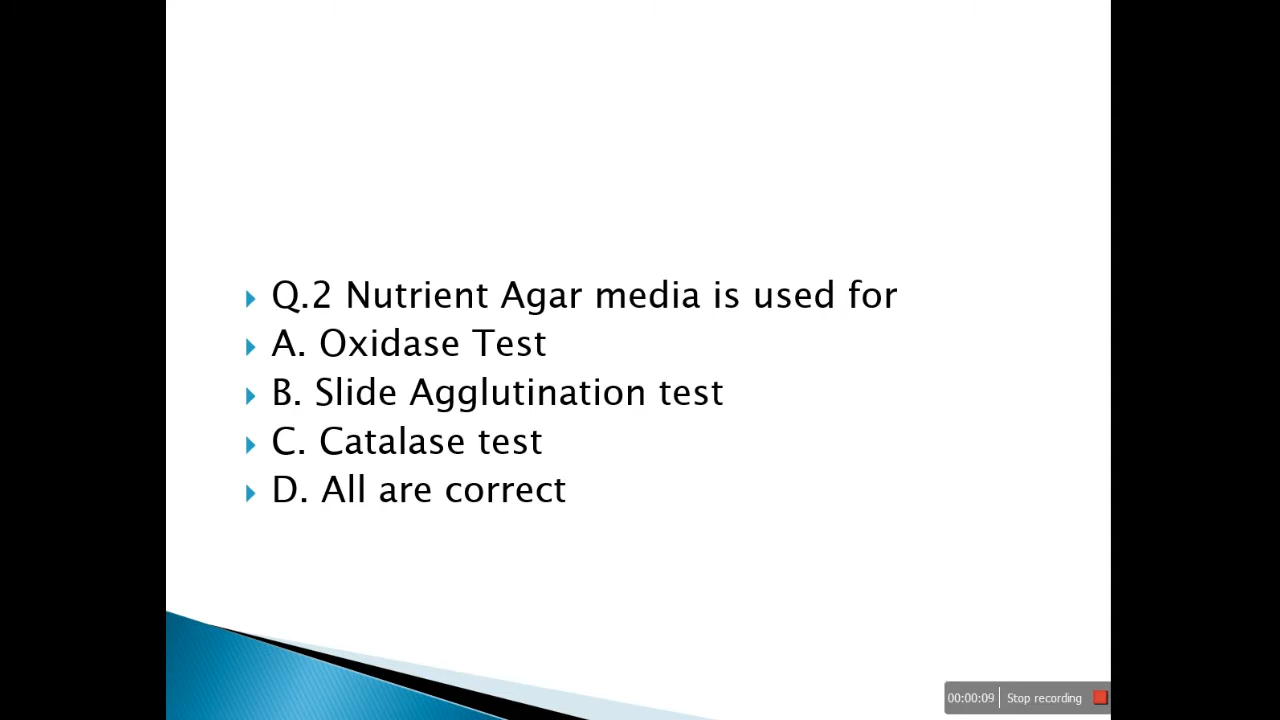 Q.2 Nutrient Agar media is used for
A. Oxidase Test
B. Slide Agglutination test
C. Catalase test
D. All are correct
00:00:09 Stop recording